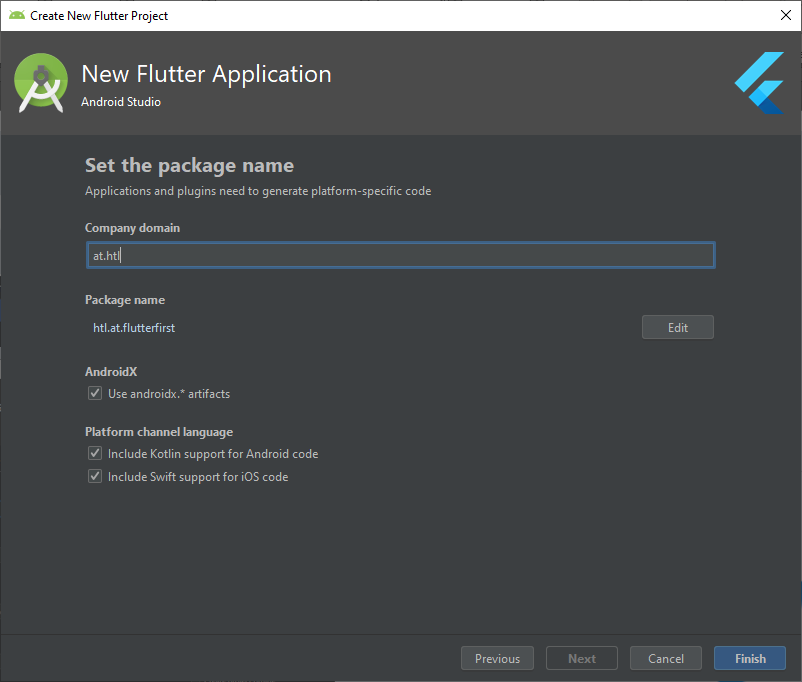 Create New Flutter Project
New Flutter Application
Android Studio
Set the package name
Applications and plugins need to generate platform-specific code
Company domain
at.htl
Package name
htl.at.flutterfirst
Edit
AndroidX
Use androidx.* artifacts
Platform channel language
Include Kotlin support for Android code
Include Swift support for iOS code
Previous
Next
Cancel
Finish